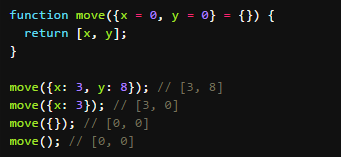 function move({x = 0, y = 0} = {}) {
  return [x, y];
}

move({x: 3, y: 8}); // [3, 8]
move({x: 3}); // [3, 0]
move({}); // [0, 0]
move(); // [0, 0]